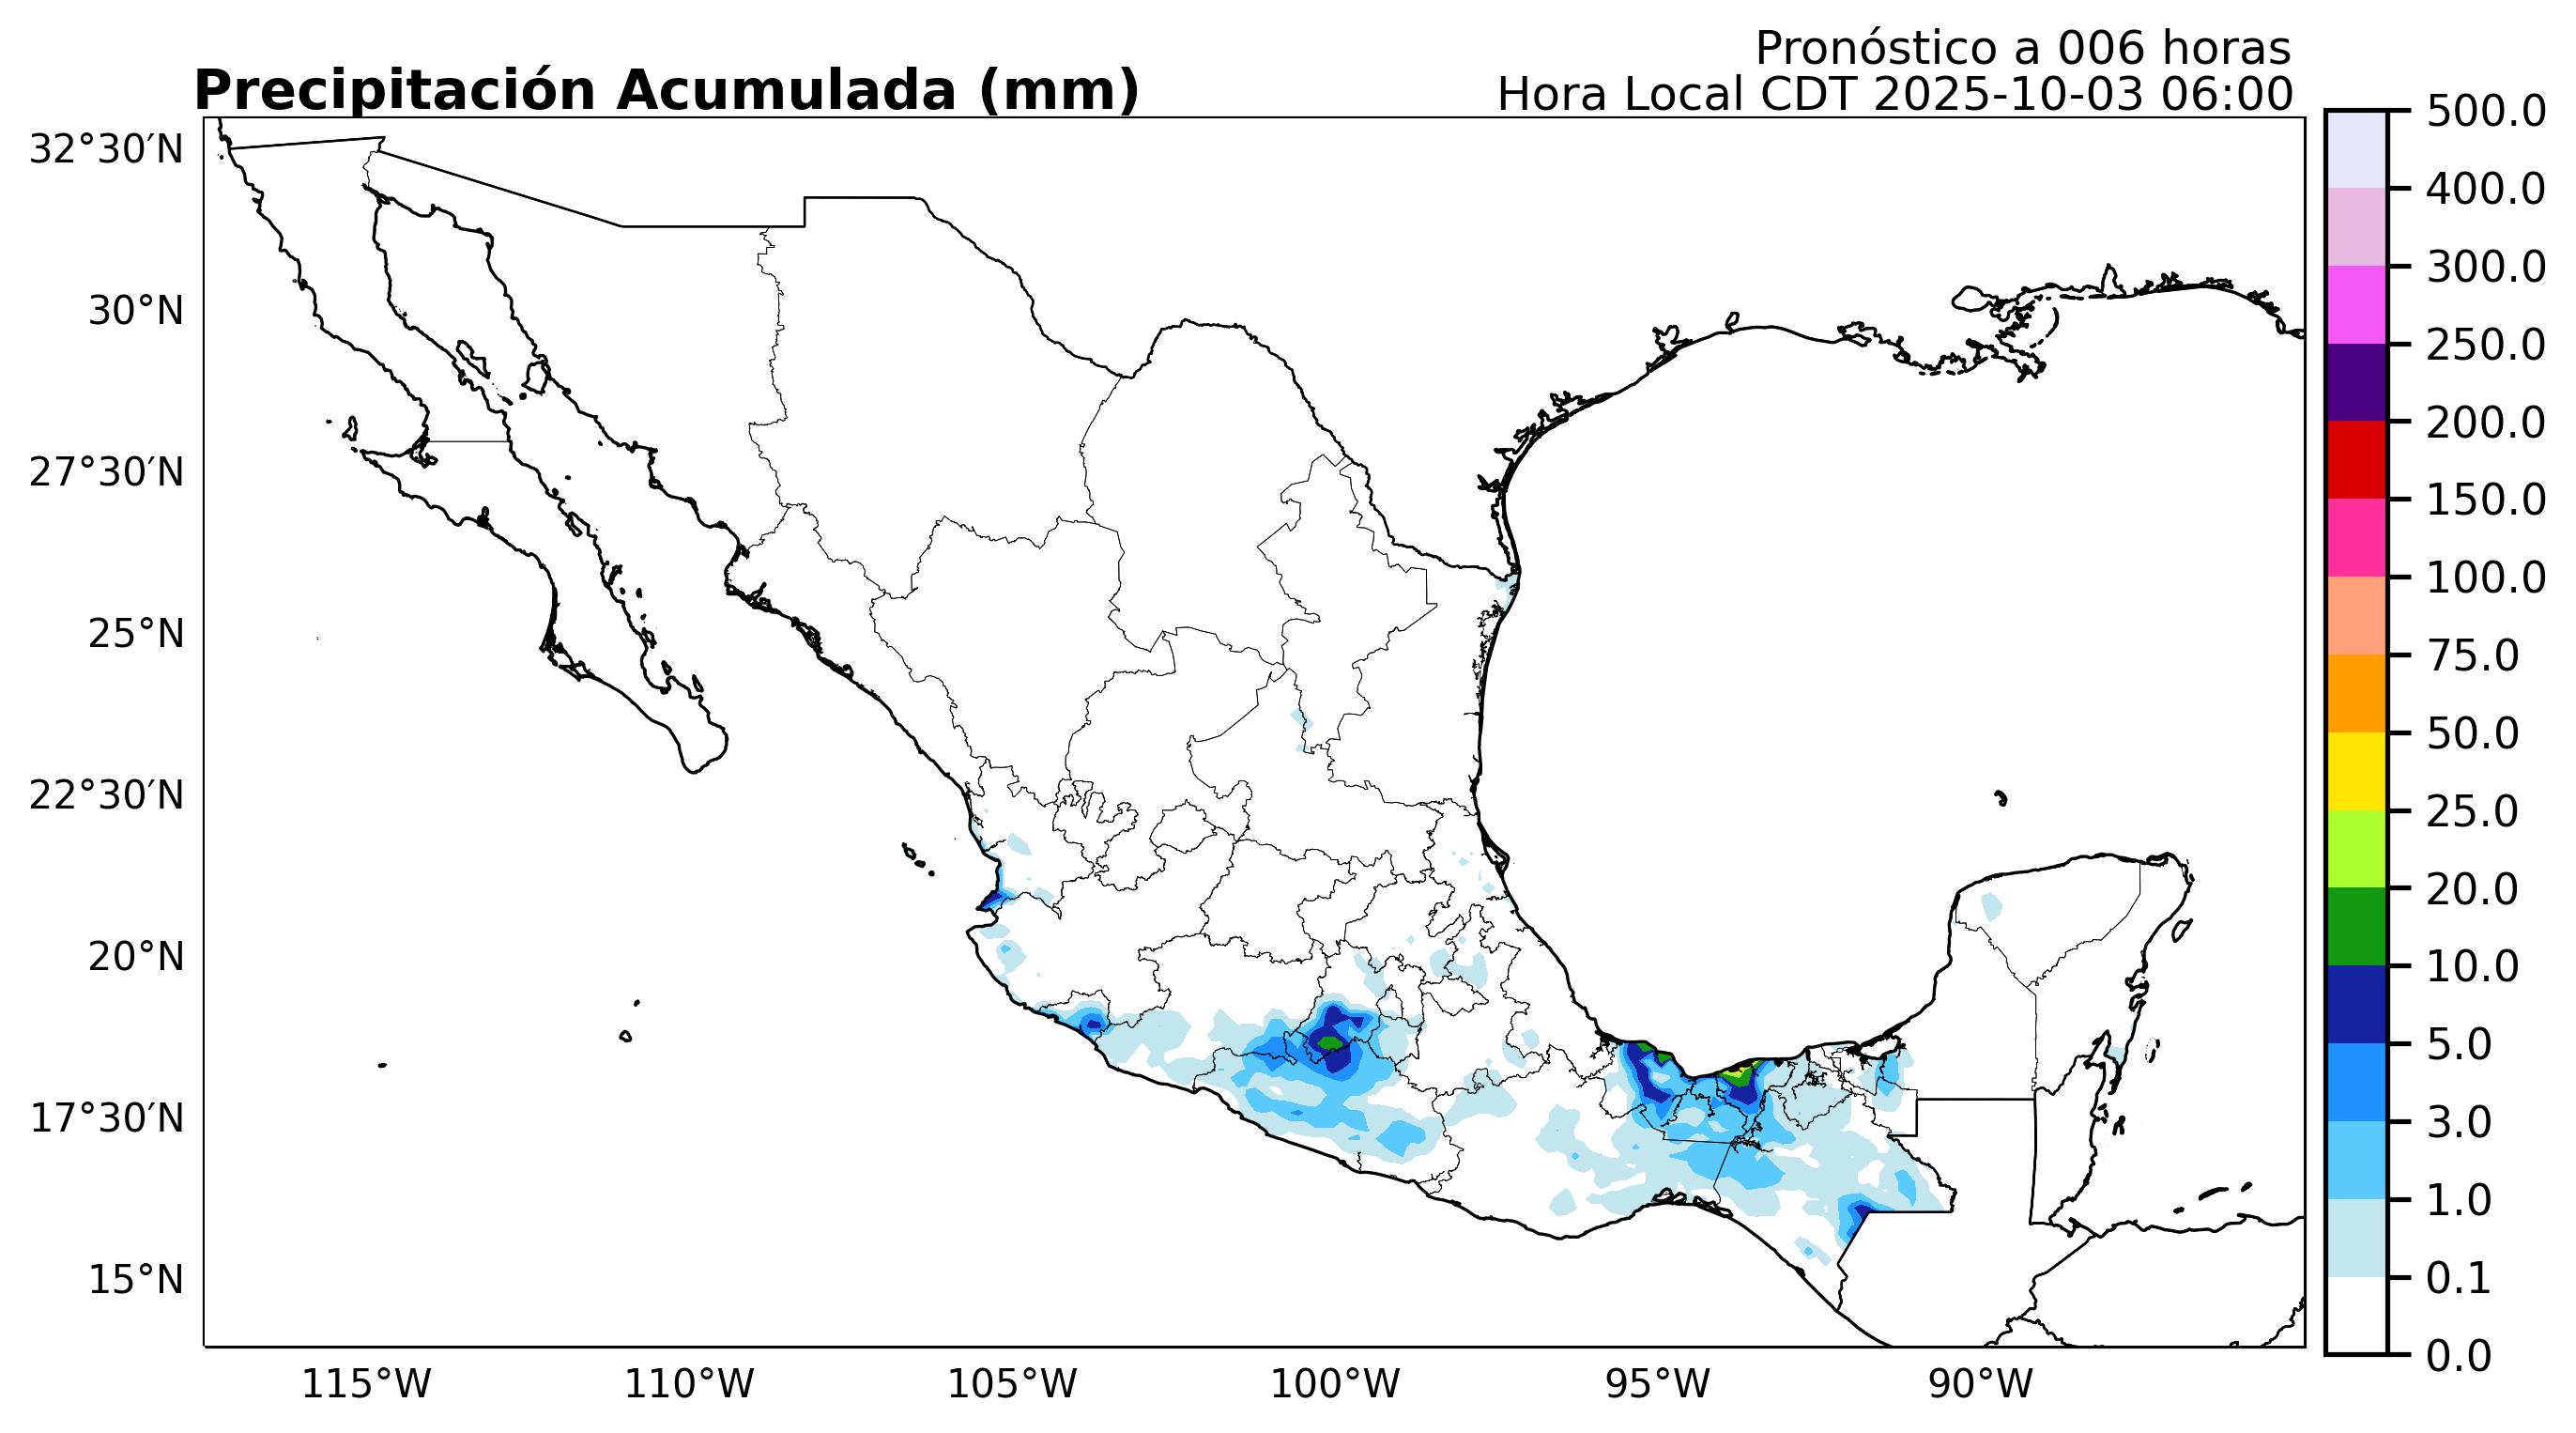 Pronóstico a 006 horas
Precipitación Acumulada (mm)
Hora Local CDT 2025-10-03 06:00
32°30′N
30°N
27°30′N
25°N
22°30′N
20°N
17°30′N
15°N
115°W
110°W
105°W
100°W
95°W
90°W
500.0
400.0
300.0
250.0
200.0
150.0
100.0
75.0
50.0
25.0
20.0
10.0
5.0
3.0
1.0
0.1
0.0